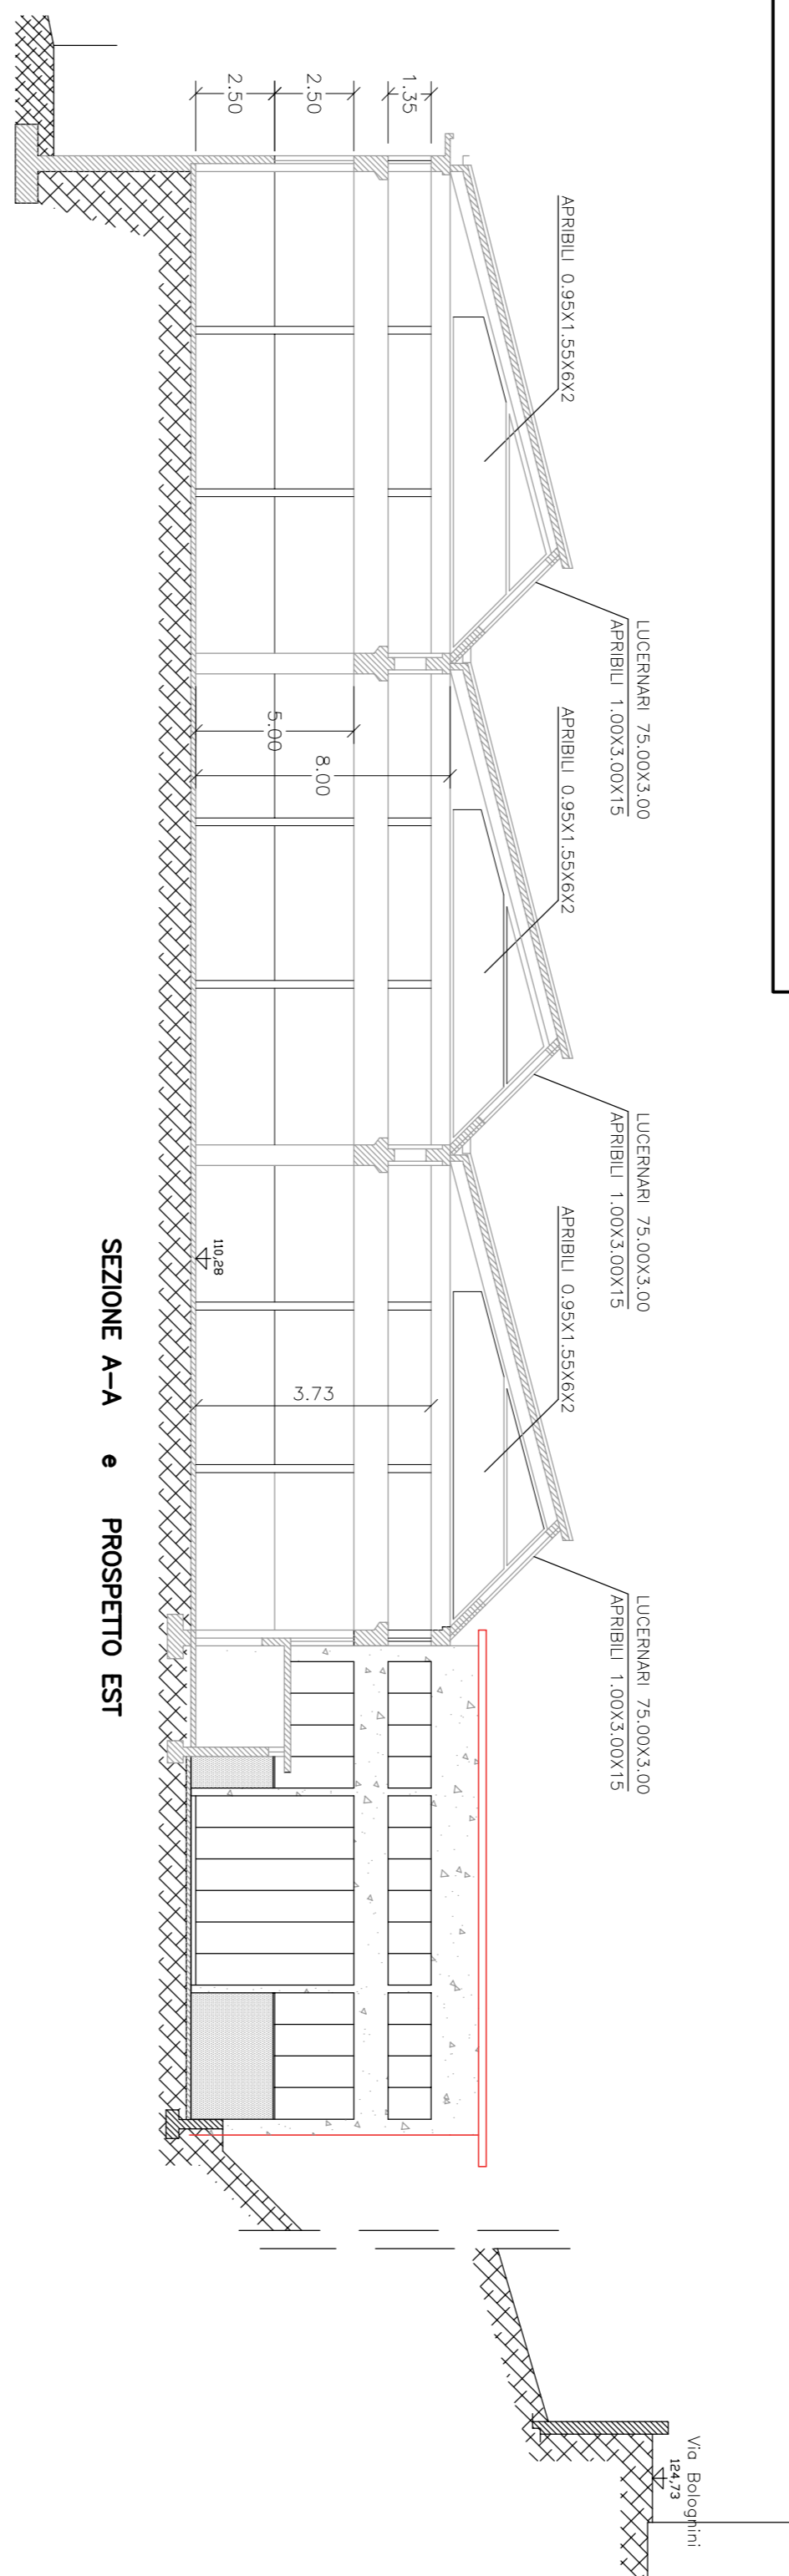 LUCERNARI 75.00X3.00
APRIBILI 1.00X3.00X15
LUCERNARI 75.00X3.00
APRIBILI 1.00X3.00X15
LUCERNARI 75.00X3.00
APRIBILI 1.00X3.00X15
APRIBILI 0.95X1.55X6X2
APRIBILI 0.95X1.55X6X2
APRIBILI 0.95X1.55X6X2
Via Bolognini
124,73
1.35
2.50
2.50
8.00
5.00
3.73
110,28
SEZIONE A-A e PROSPETTO EST